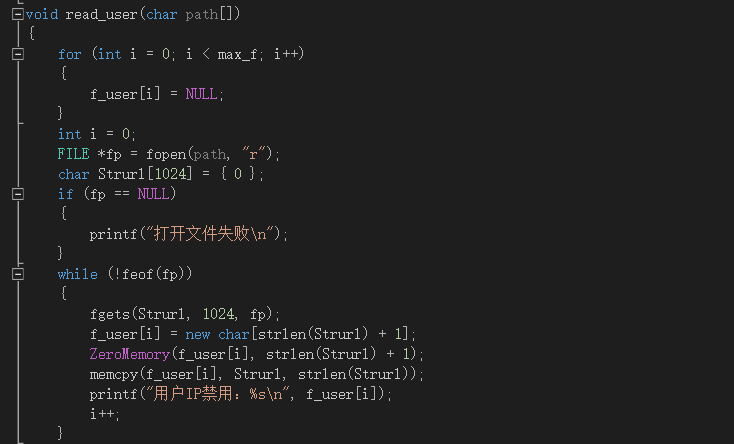 void read_user(char path[])
{
for (int i = 0; i < max_f; i++)
{
f_user[i] = NULL;
}
int i = 0;
FILE *fp = fopen(path, "r");
char Strur1[1024] = { 0 };
if (fp == NULL)
{
printf("打开文件失败\n");
}
while (!feof(fp))
{
fgets(Strur1, 1024, fp);
f_user[i] = new char[strlen(Strur1) + 1];
ZeroMemory(f_user[i], strlen(Strur1) + 1);
memcpy(f_user[i], Strur1, strlen(Strur1));
printf("用户IP禁用：%s\n", f_user[i]);
i++;
}